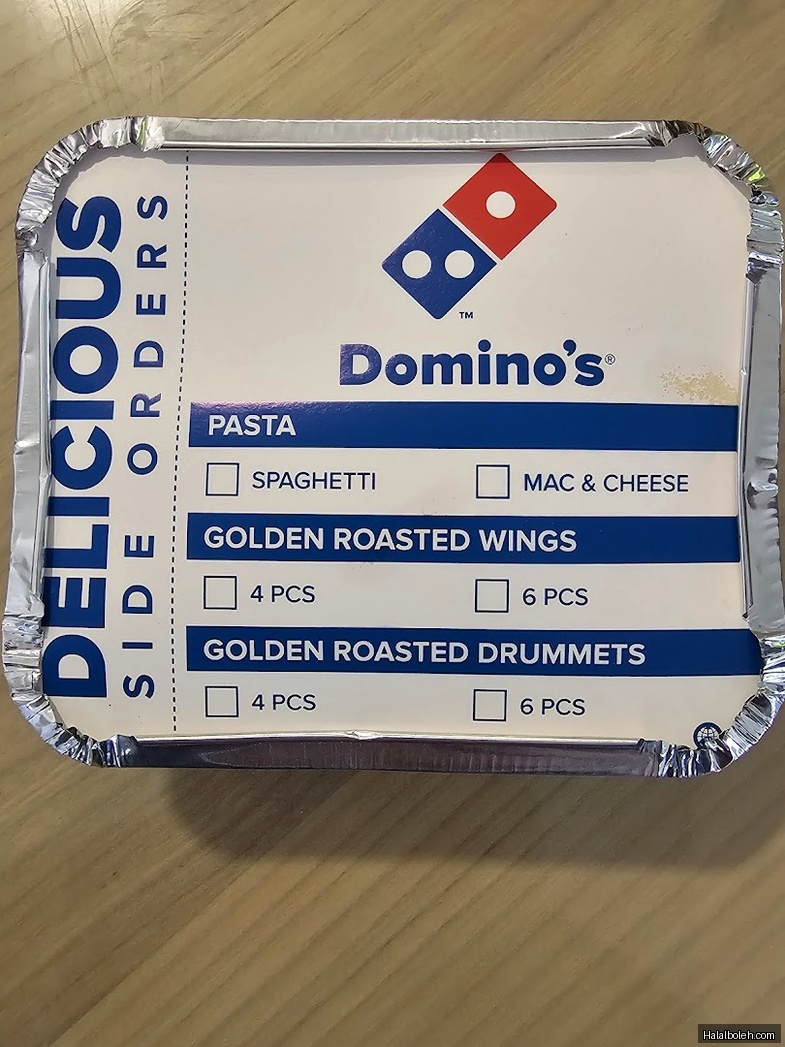 DELICIOUS
SIDE ORDERS
TM
Domino's®
PASTA
SPAGHETTI
MAC & CHEESE
GOLDEN ROASTED WINGS
4 PCS
6 PCS
GOLDEN ROASTED DRUMMETS
4 PCS
6 PCS
Halalboleh.com